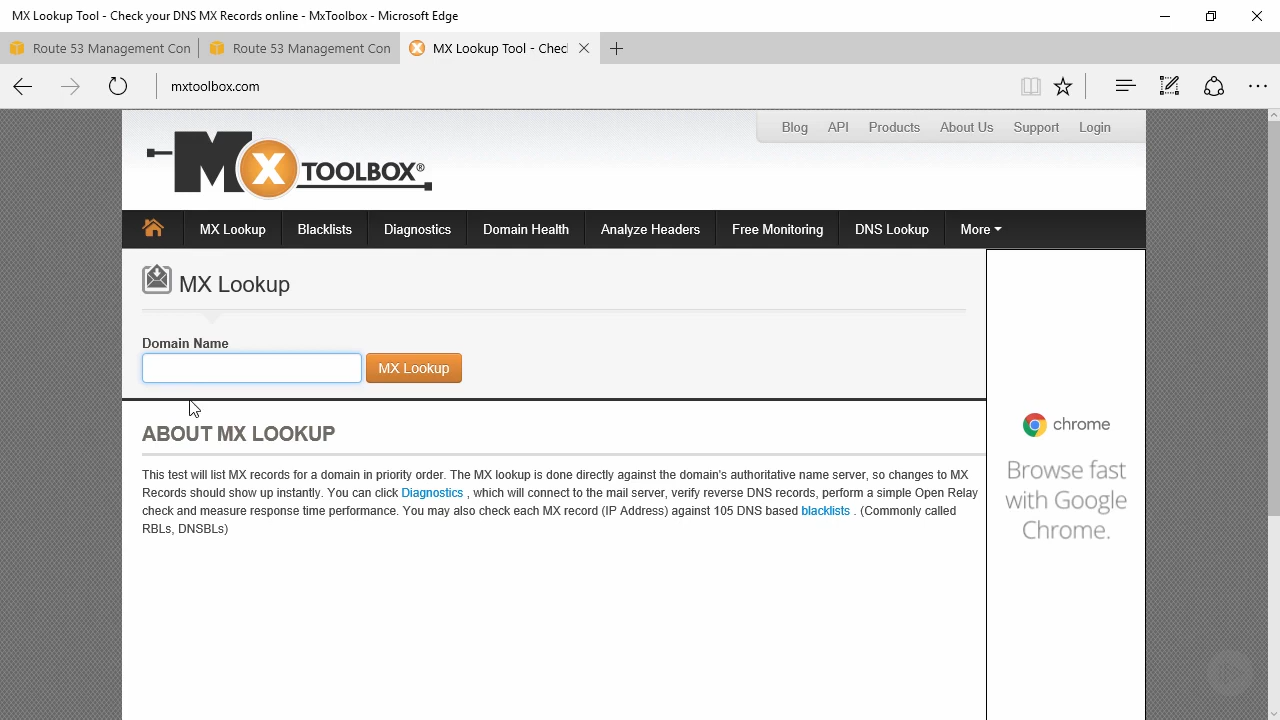 MX Lookup Tool - Check your DNS MX Records online - MxToolbox - Microsoft Edge
Route 53 Management Con
Route 53 Management Con
MX Lookup Tool - Chec
mxtoolbox.com
Blog API Products About Us Support Login
MX TOOLBOX®
MX Lookup Blacklists Diagnostics Domain Health Analyze Headers Free Monitoring DNS Lookup More
MX Lookup
Domain Name
MX Lookup
ABOUT MX LOOKUP
This test will list MX records for a domain in priority order. The MX lookup is done directly against the domain's authoritative name server, so changes to MX
Records should show up instantly. You can click Diagnostics , which will connect to the mail server, verify reverse DNS records, perform a simple Open Relay
check and measure response time performance. You may also check each MX record (IP Address) against 105 DNS based blacklists . (Commonly called
RBLs, DNSBLs)
chrome
Browse fast
with Google
Chrome.